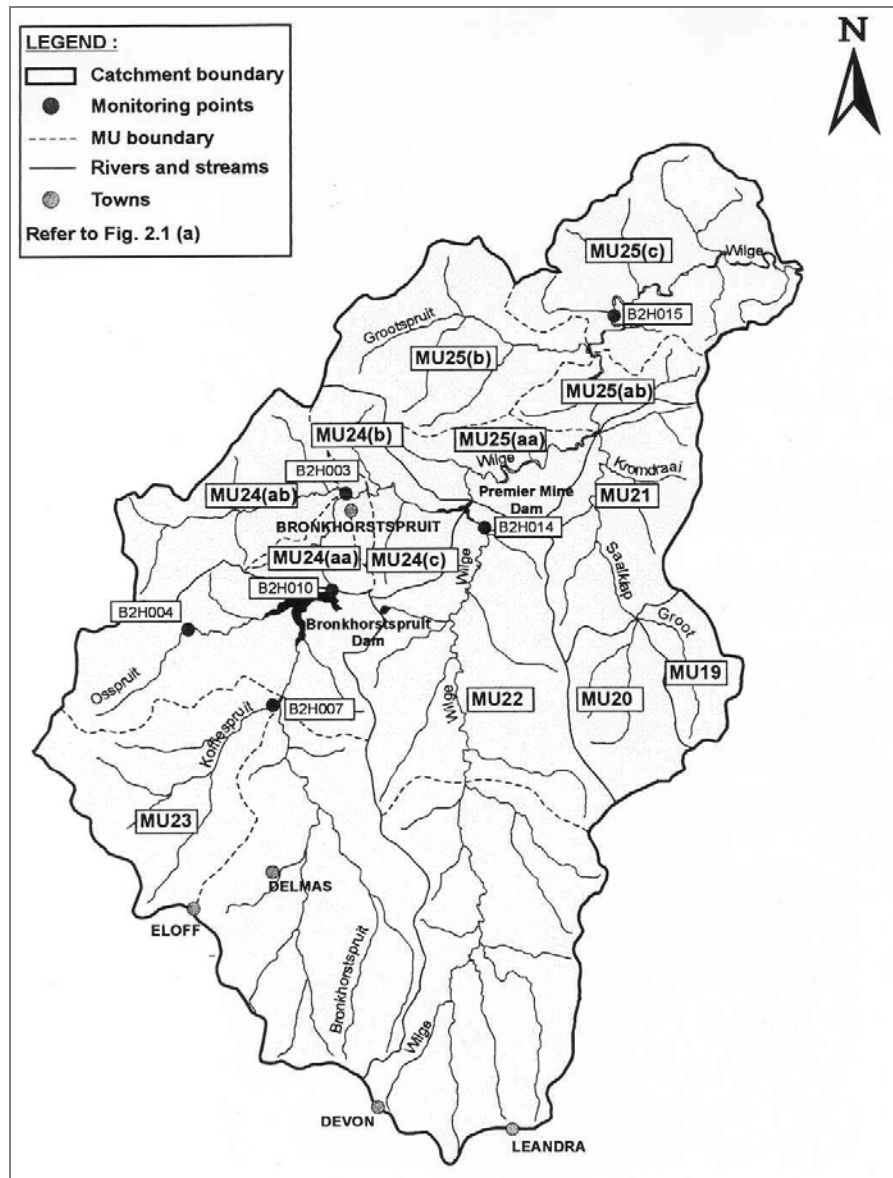 LEGEND :
Catchment boundary
Monitoring points
MU boundary
Rivers and streams
Towns
Refer to Fig. 2.1 (a)
N
MU25(c)
Wilge
B2H015
Grootspruit
MU25(b)
MU25(ab)
MU24(b)
MU25(aa)
Wilge
B2H003
Kromdraai
MU24(ab)
Premier Mine
Dam
MU21
BRONKHORSTSPRUIT
B2H014
MU24(aa)
MU24(c)
Wilge
Saalklap
B2H010
B2H004
Bronkhorstspruit
Dam
Groot
MU19
Osspruit
Wilge
MU22
MU20
B2H007
Koffiespruit
MU23
DELMAS
ELOFF
Bronkhorstspruit
Wilge
DEVON
LEANDRA